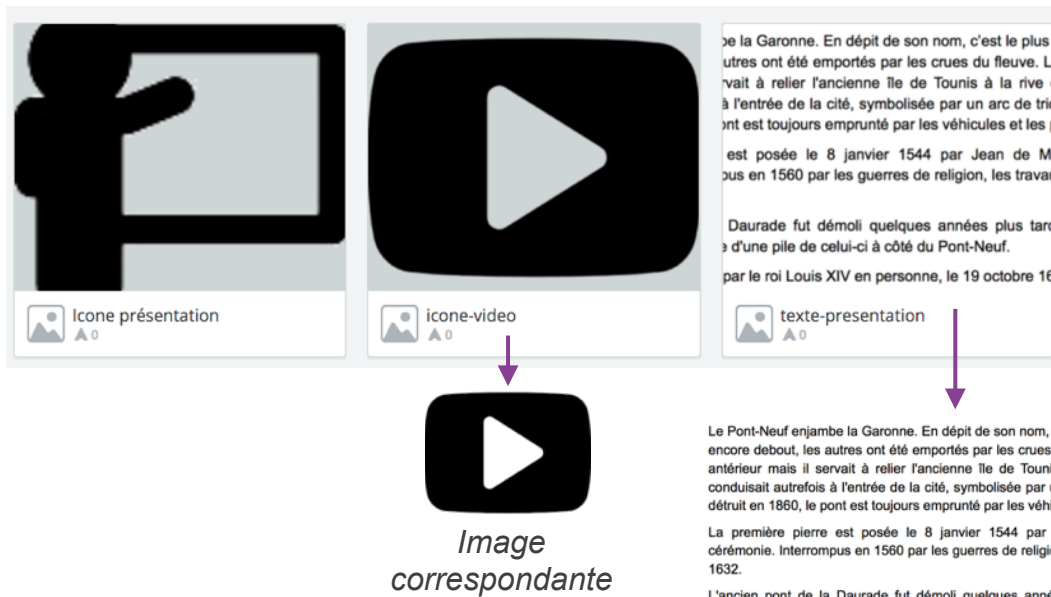 be la Garonne. En dépit de son nom, c'est le plus
utres ont été emportés par les crues du fleuve. L
rvait à relier l'ancienne île de Tounis à la rive
à l'entrée de la cité, symbolisée par un arc de trio
ont est toujours emprunté par les véhicules et les
est posée le 8 janvier 1544 par Jean de M
pus en 1560 par les guerres de religion, les travau
Daurade fut démoli quelques années plus tard
d'une pile de celui-ci à côté du Pont-Neuf.
par le roi Louis XIV en personne, le 19 octobre 16
Icone présentation
0
icone-video
0
texte-presentation
0
Image
correspondante
Le Pont-Neuf enjambe la Garonne. En dépit de son nom,
encore debout, les autres ont été emportés par les crues
antérieur mais il servait à relier l'ancienne île de Touni
conduisait autrefois à l'entrée de la cité, symbolisée par
détruit en 1860, le pont est toujours emprunté par les véhi
La première pierre est posée le 8 janvier 1544 par
cérémonie. Interrompus en 1560 par les guerres de religi
1632.
L'ancien pont de la Daurade fut démoli quelques anné